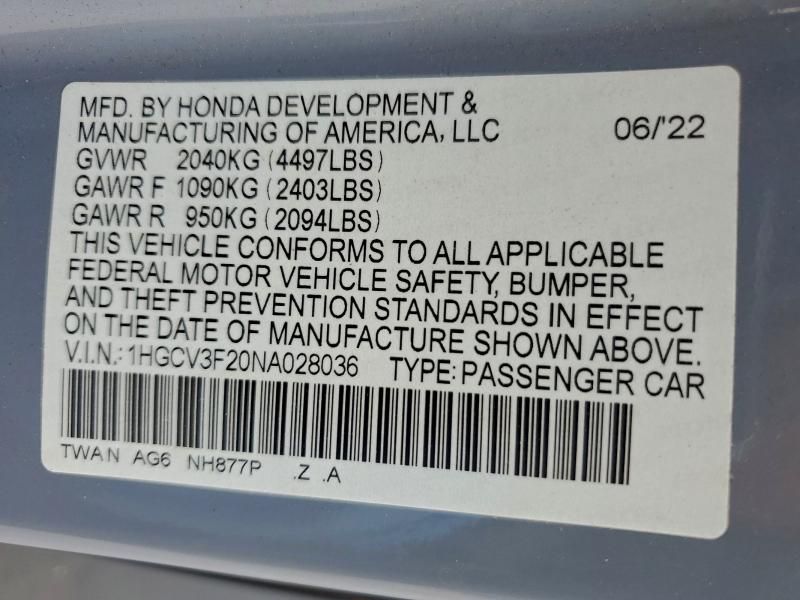 MFD. BY HONDA DEVELOPMENT &
MANUFACTURING OF AMERICA, LLC 06/'22
GVWR 2040KG (4497LBS)
GAWR F 1090KG (2403LBS)
GAWR R 950KG (2094LBS)
THIS VEHICLE CONFORMS TO ALL APPLICABLE
FEDERAL MOTOR VEHICLE SAFETY, BUMPER,
AND THEFT PREVENTION STANDARDS IN EFFECT
ON THE DATE OF MANUFACTURE SHOWN ABOVE.
V.I.N.: 1HGCV3F20NA028036 TYPE: PASSENGER CAR
TWA N AG6 NH877P .Z .A